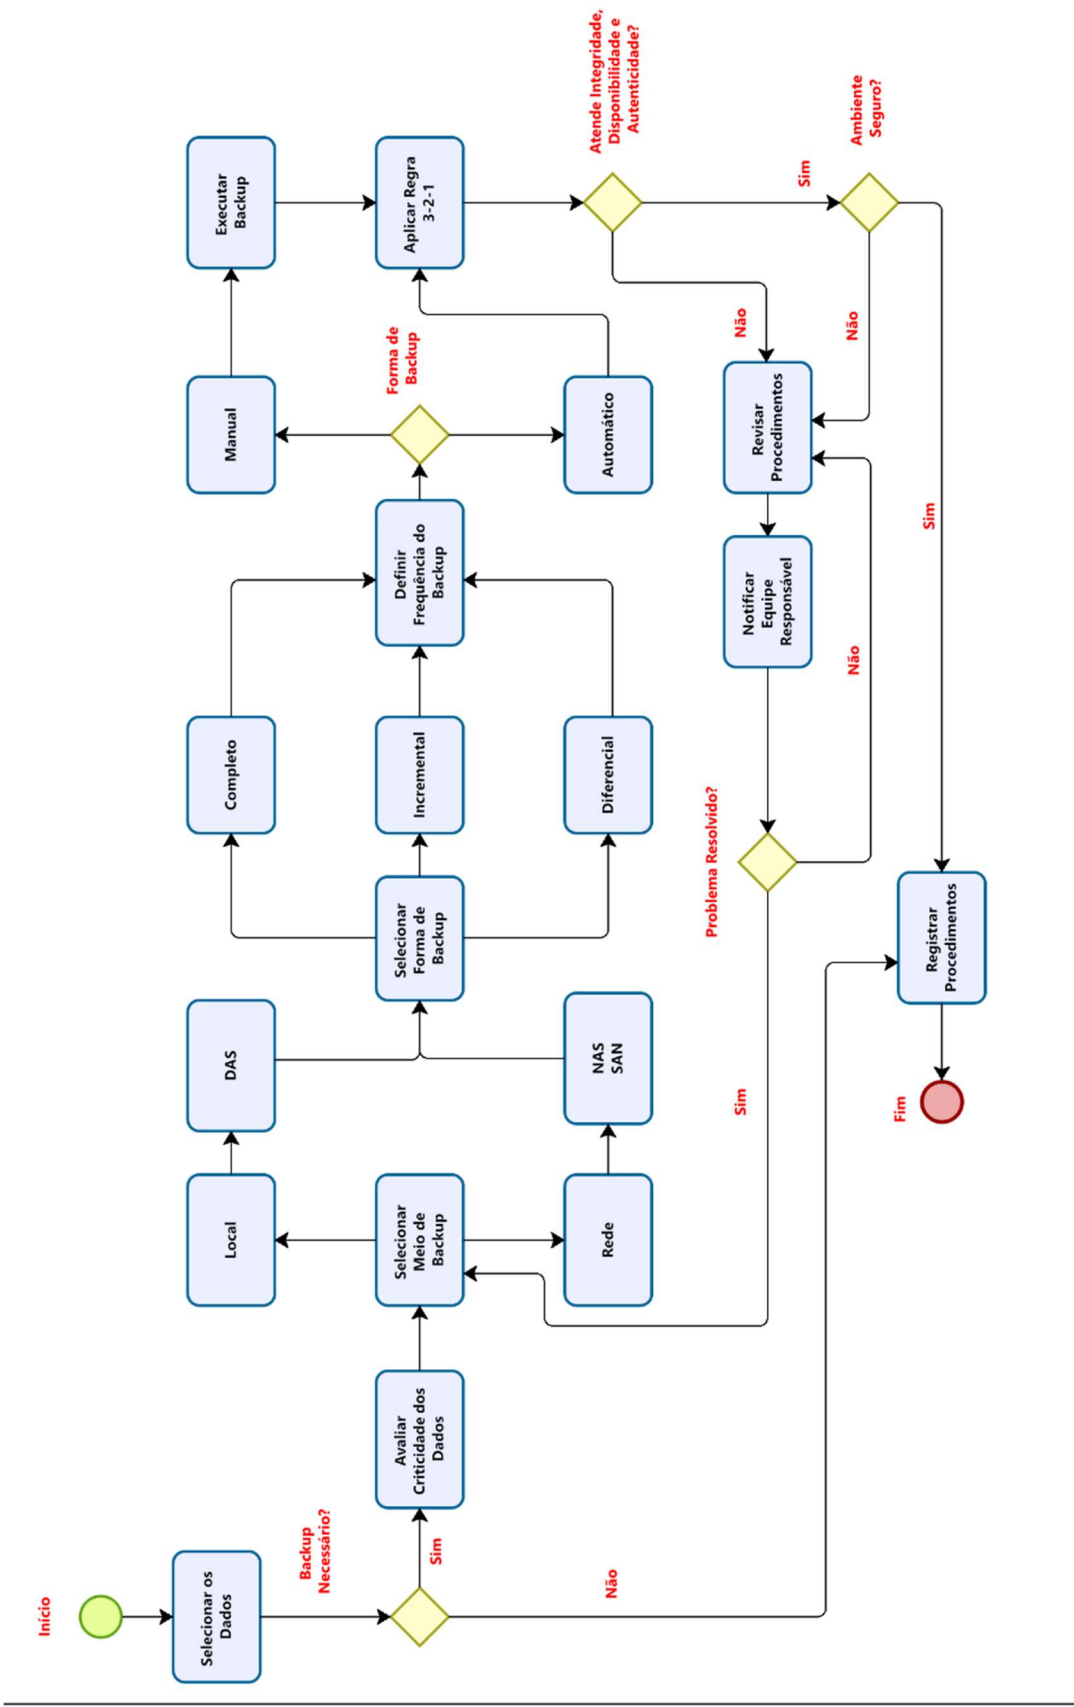 Início
Selecionar os
Dados
Backup
Necessário?
Sim
Não
Avaliar
Criticidade dos
Dados
Selecionar
Meio de
Backup
Local
DAS
Rede
NAS
SAN
Selecionar
Forma de
Backup
Completo
Incremental
Diferencial
Definir
Frequência do
Backup
Forma de
Backup
Manual
Automático
Executar
Backup
Aplicar Regra
3-2-1
Atende Integridade,
Disponibilidade e
Autenticidade?
Sim
Não
Ambiente
Seguro?
Não
Sim
Revisar
Procedimentos
Notificar
Equipe
Responsável
Problema Resolvido?
Não
Sim
Registrar
Procedimentos
Fim